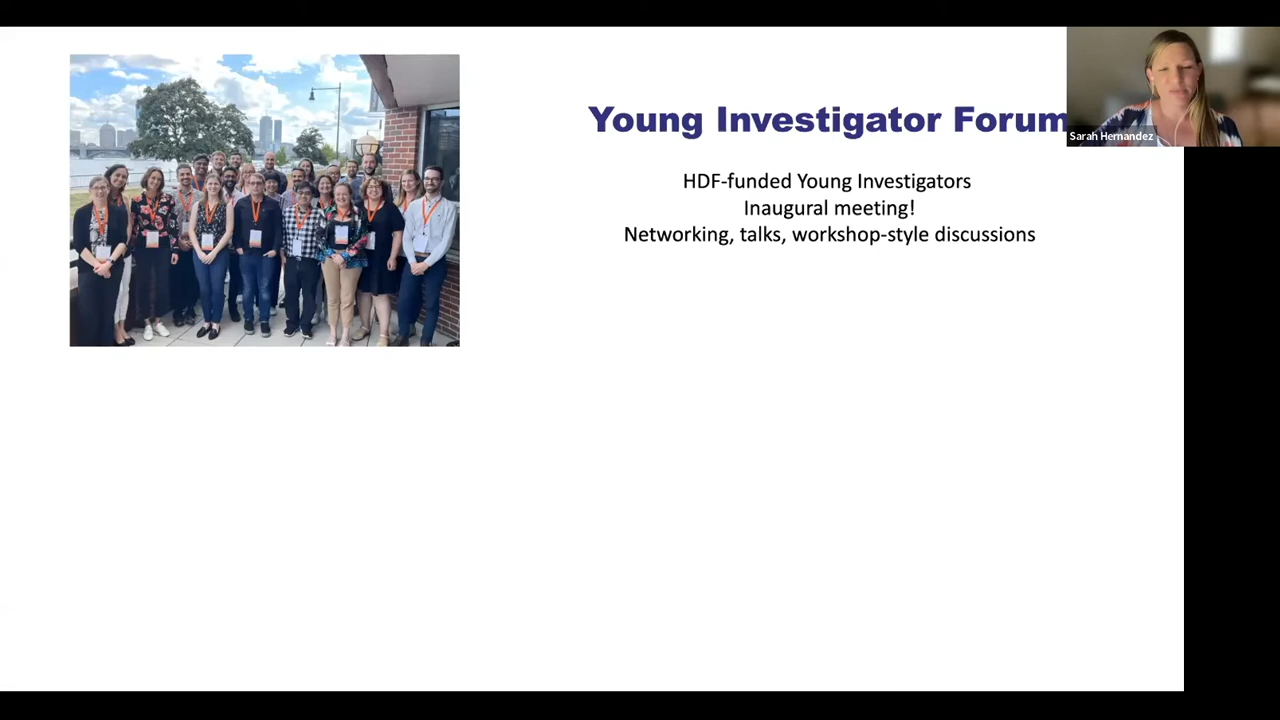 Young Investigator Forum
Sarah Hernandez
HDF-funded Young Investigators
Inaugural meeting!
Networking, talks, workshop-style discussions